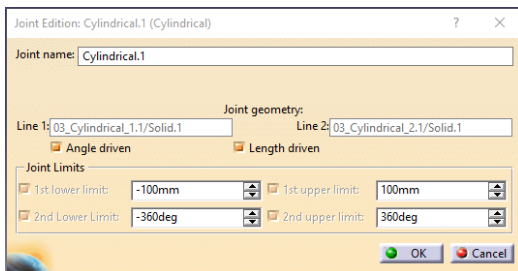 Joint Edition: Cylindrical.1 (Cylindrical) ? ×
Joint name: Cylindrical.1
Joint geometry:
Line 1: 03_Cylindrical_1.1/Solid.1 Line 2: 03_Cylindrical_2.1/Solid.1
Angle driven Length driven
Joint Limits
1st lower limit: -100mm 1st upper limit: 100mm
2nd Lower Limit: -360deg 2nd upper limit: 360deg
OK Cancel